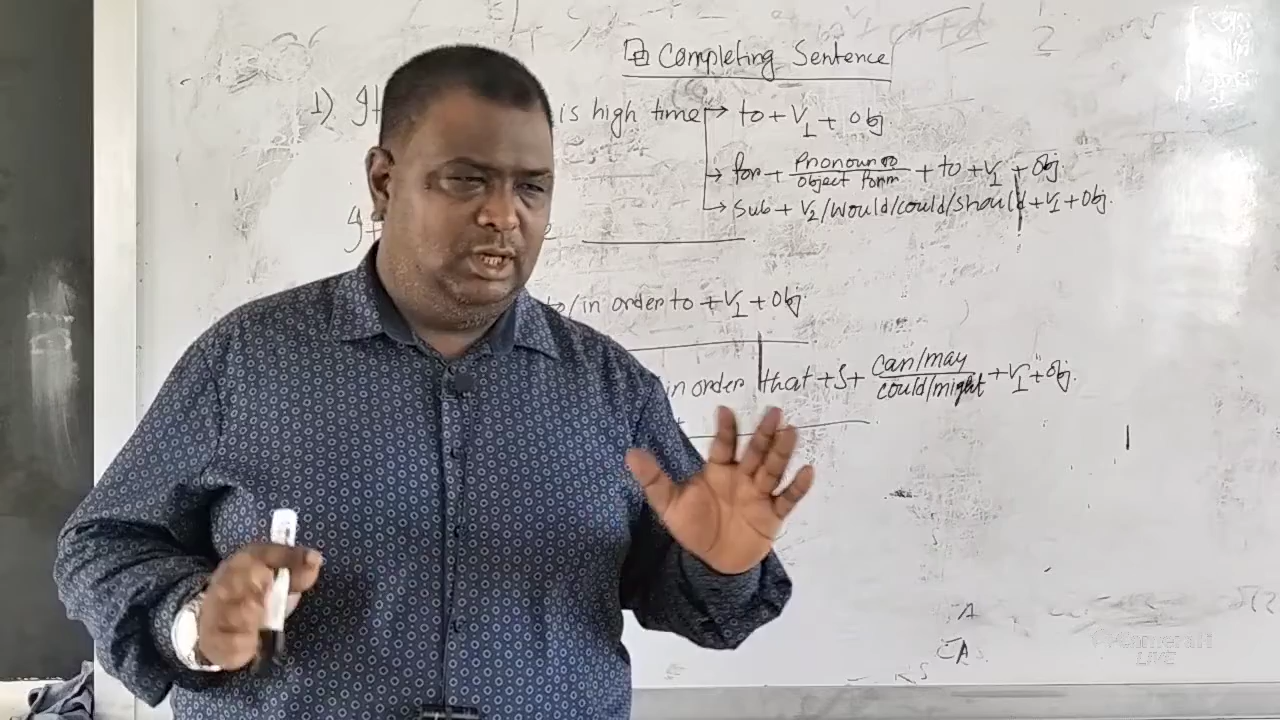 Completing Sentence
1) It is high time → to + V1 + Obj
→ for + Pronoun এর / Object form + to + V1 + Obj
→ Sub + V2/would/could/should + V1 + Obj.
to/in order to + V1 + Obj
in order that + S + can/may / could/might + V1 + Obj.
LIVE